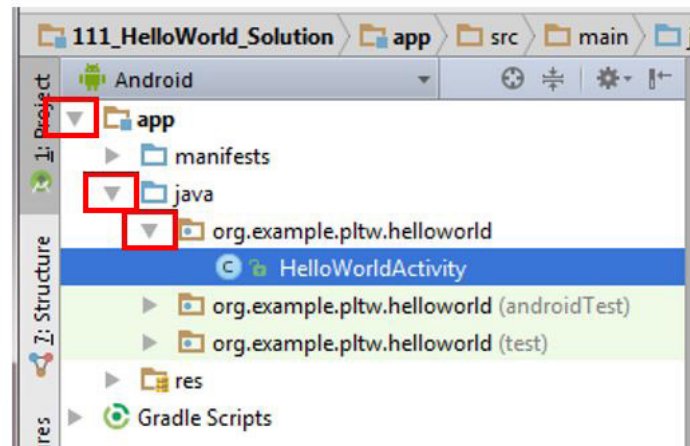 111_HelloWorld_Solution app src main
1: Project
Android
app
manifests
java
org.example.pltw.helloworld
HelloWorldActivity
org.example.pltw.helloworld (androidTest)
org.example.pltw.helloworld (test)
res
Gradle Scripts
7: Structure
res